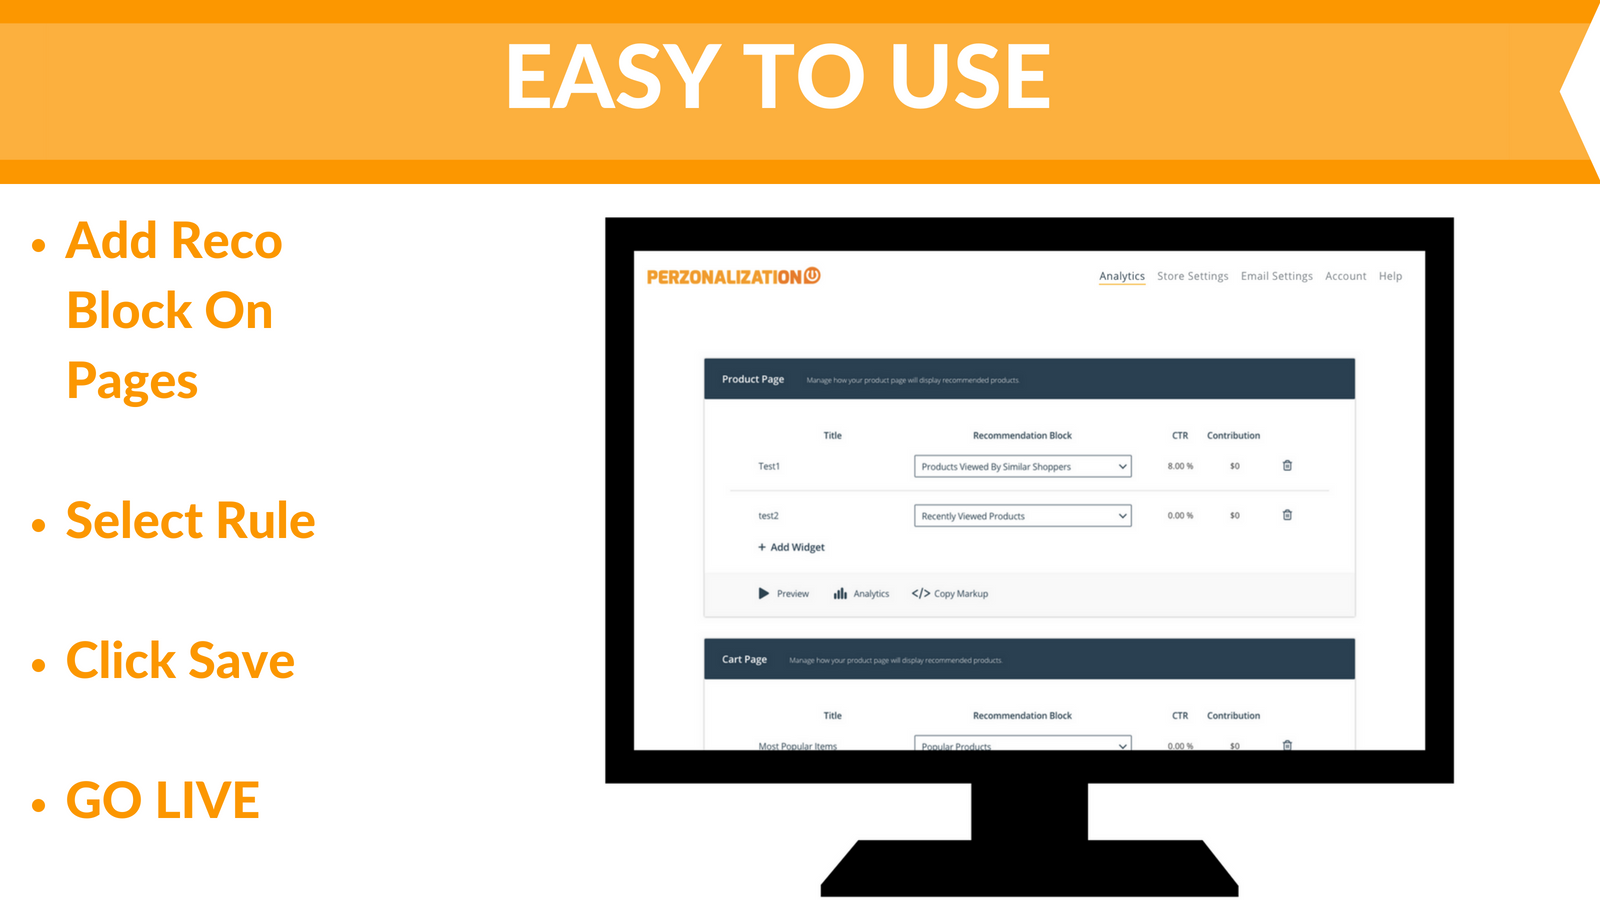 EASY TO USE
• Add Reco
Block On
Pages
• Select Rule
• Click Save
• GO LIVE
PERZONALIZATION
Analytics Store Settings Email Settings Account Help
Product Page Manage how your product page will display recommended products.
Title Recommendation Block CTR Contribution
Test1 Products Viewed By Similar Shoppers 8.00 % $0
test2 Recently Viewed Products 0.00 % $0
+ Add Widget
Preview Analytics </> Copy Markup
Cart Page Manage how your product page will display recommended products.
Title Recommendation Block CTR Contribution
Most Popular Items Popular Products 0.00 % $0